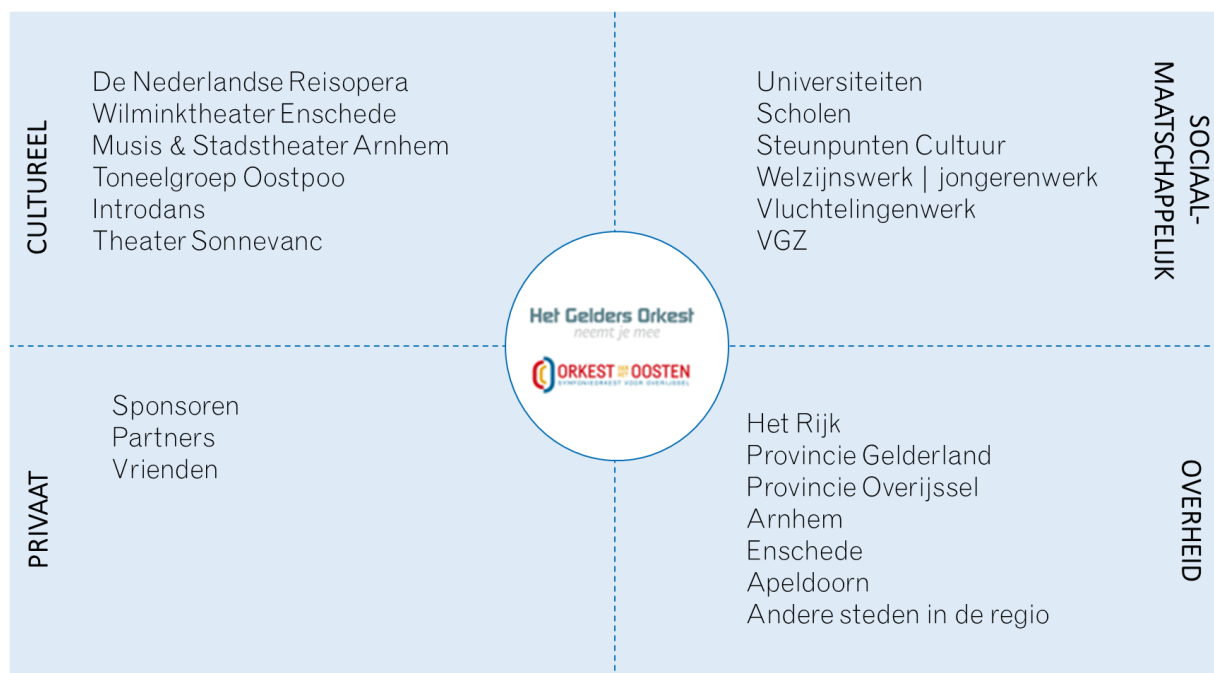 CULTUREEL
De Nederlandse Reisopera
Wilminktheater Enschede
Musis & Stadstheater Arnhem
Toneelgroep Oostpoo
Introdans
Theater Sonnevanc
SOCIAAL-
MAATSCHAPPELIJK
Universiteiten
Scholen
Steunpunten Cultuur
Welzijnswerk | jongerenwerk
Vluchtelingenwerk
VGZ
Het Gelders Orkest
neemt je mee
ORKEST VAN HET OOSTEN
SYMFONIEORKEST VOOR OVERIJSSEL
PRIVAAT
Sponsoren
Partners
Vrienden
OVERHEID
Het Rijk
Provincie Gelderland
Provincie Overijssel
Arnhem
Enschede
Apeldoorn
Andere steden in de regio